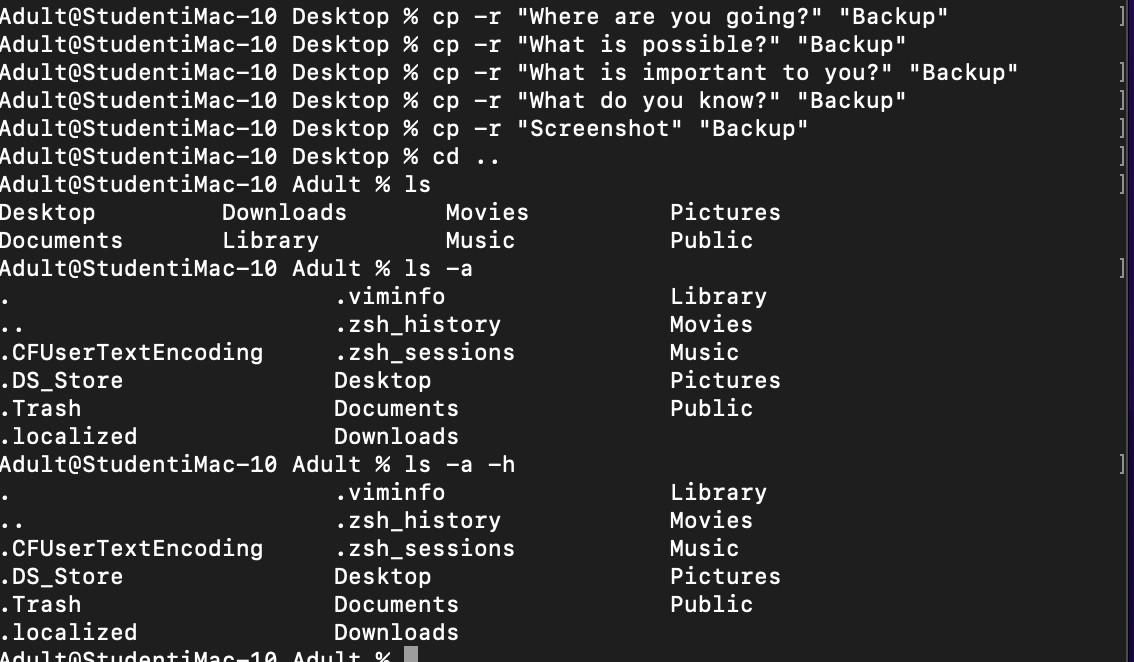 Adult@StudentiMac-10 Desktop % cp -r "Where are you going?" "Backup" ]
Adult@StudentiMac-10 Desktop % cp -r "What is possible?" "Backup"
Adult@StudentiMac-10 Desktop % cp -r "What is important to you?" "Backup" ]
Adult@StudentiMac-10 Desktop % cp -r "What do you know?" "Backup" ]
Adult@StudentiMac-10 Desktop % cp -r "Screenshot" "Backup" ]
Adult@StudentiMac-10 Desktop % cd .. ]
Adult@StudentiMac-10 Adult % ls ]
Desktop Downloads Movies Pictures
Documents Library Music Public
Adult@StudentiMac-10 Adult % ls -a ]
. .viminfo Library
.. .zsh_history Movies
.CFUserTextEncoding .zsh_sessions Music
.DS_Store Desktop Pictures
.Trash Documents Public
.localized Downloads
Adult@StudentiMac-10 Adult % ls -a -h ]
. .viminfo Library
.. .zsh_history Movies
.CFUserTextEncoding .zsh_sessions Music
.DS_Store Desktop Pictures
.Trash Documents Public
.localized Downloads
Adult@StudentiMac-10 Adult %